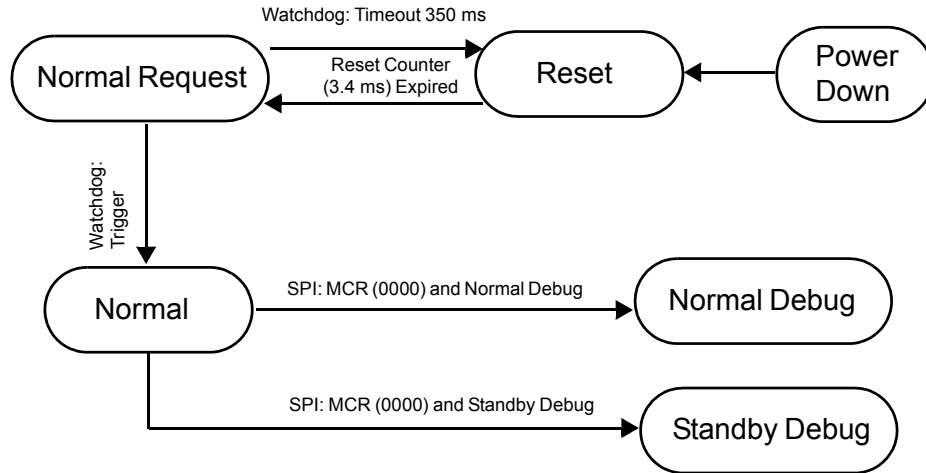 Watchdog: Timeout 350 ms
Normal Request
Reset Counter
(3.4 ms) Expired
Reset
Power
Down
Watchdog:
Trigger
Normal
SPI: MCR (0000) and Normal Debug
Normal Debug
SPI: MCR (0000) and Standby Debug
Standby Debug